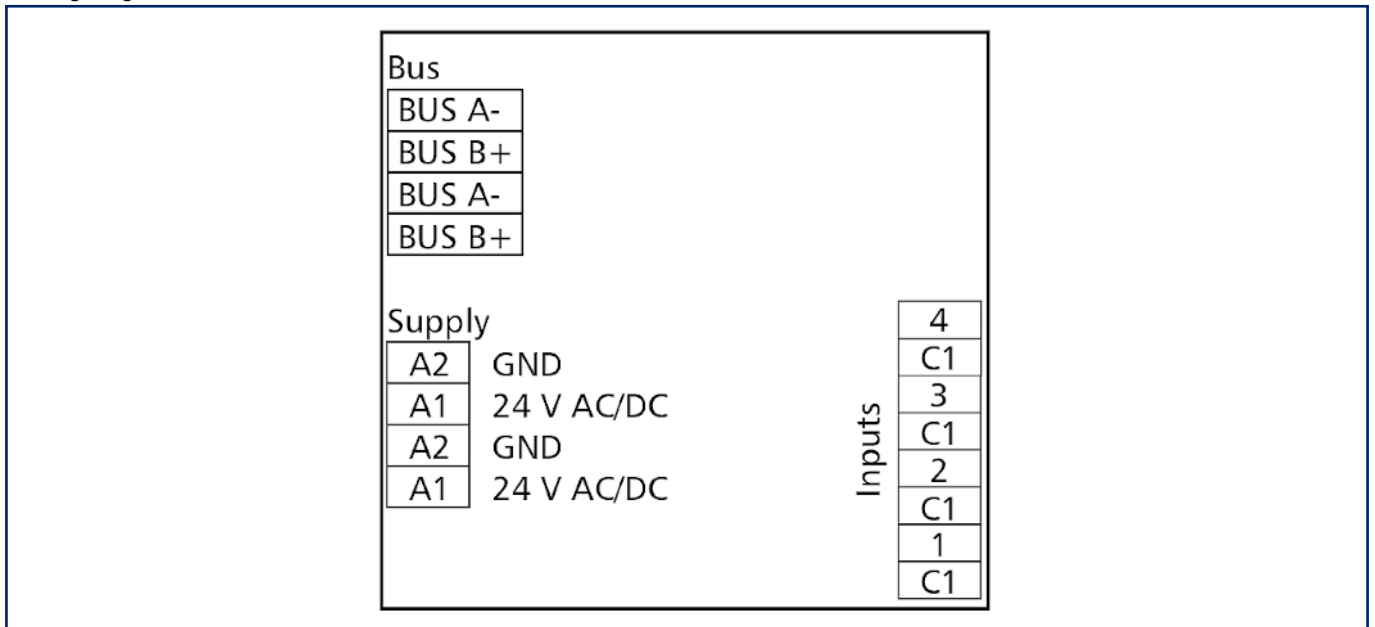 Bus
BUS A-
BUS B+
BUS A-
BUS B+
Supply
A2 GND
A1 24 V AC/DC
A2 GND
A1 24 V AC/DC
Inputs
4
C1
3
C1
2
C1
1
C1